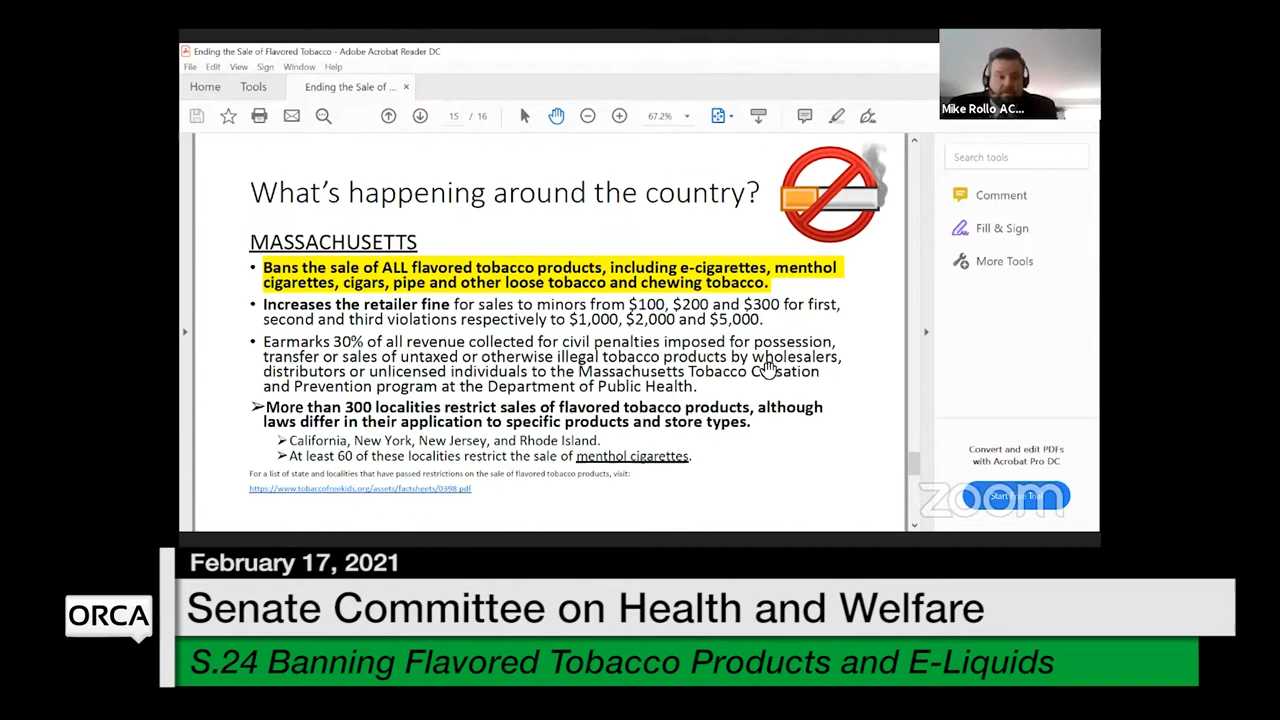 Ending the Sale of Flavored Tobacco - Adobe Acrobat Reader DC
File Edit View Sign Window Help
Home Tools Ending the Sale of ... ×
15 / 16 67.2%
Mike Rollo AC...
Search tools
Comment
Fill & Sign
More Tools
Convert and edit PDFs
with Acrobat Pro DC
Start Free Trial
zoom
What's happening around the country?
MASSACHUSETTS
• Bans the sale of ALL flavored tobacco products, including e-cigarettes, menthol
cigarettes, cigars, pipe and other loose tobacco and chewing tobacco.
• Increases the retailer fine for sales to minors from $100, $200 and $300 for first,
second and third violations respectively to $1,000, $2,000 and $5,000.
• Earmarks 30% of all revenue collected for civil penalties imposed for possession,
transfer or sales of untaxed or otherwise illegal tobacco products by wholesalers,
distributors or unlicensed individuals to the Massachusetts Tobacco Cessation
and Prevention program at the Department of Public Health.
➢More than 300 localities restrict sales of flavored tobacco products, although
laws differ in their application to specific products and store types.
➢California, New York, New Jersey, and Rhode Island.
➢At least 60 of these localities restrict the sale of menthol cigarettes.
For a list of state and localities that have passed restrictions on the sale of flavored tobacco products, visit:
https://www.tobaccofreekids.org/assets/factsheets/0398.pdf
February 17, 2021
ORCA
Senate Committee on Health and Welfare
S.24 Banning Flavored Tobacco Products and E-Liquids